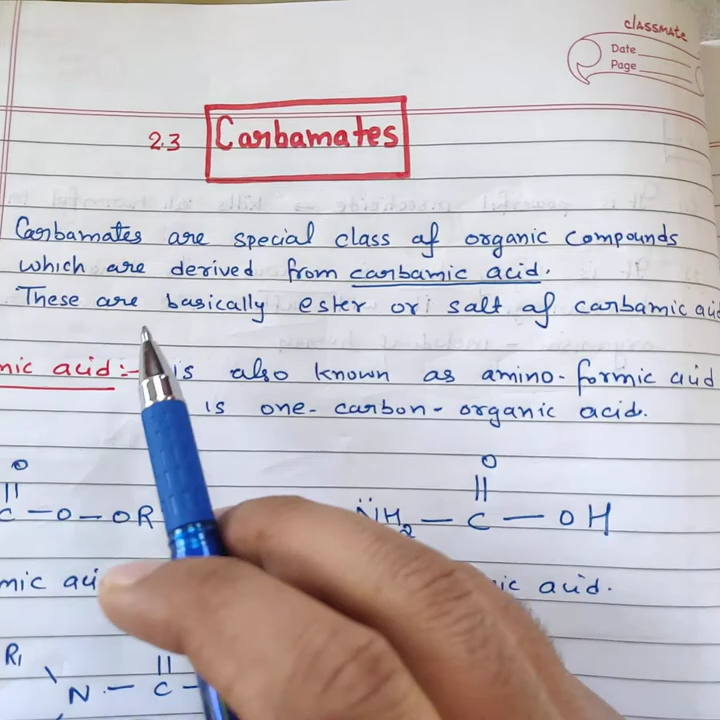 classmate
Date
Page
2.3 Carbamates
Carbamates are special class of organic compounds
which are derived from carbamic acid.
These are basically ester or salt of carbamic acid
mic acid:- is also known as amino-formic acid
is one-carbon-organic acid.
O O
|| ||
C-O-OR N̈H2-C-OH
mic aci ic acid.
R1 ||
N-C-